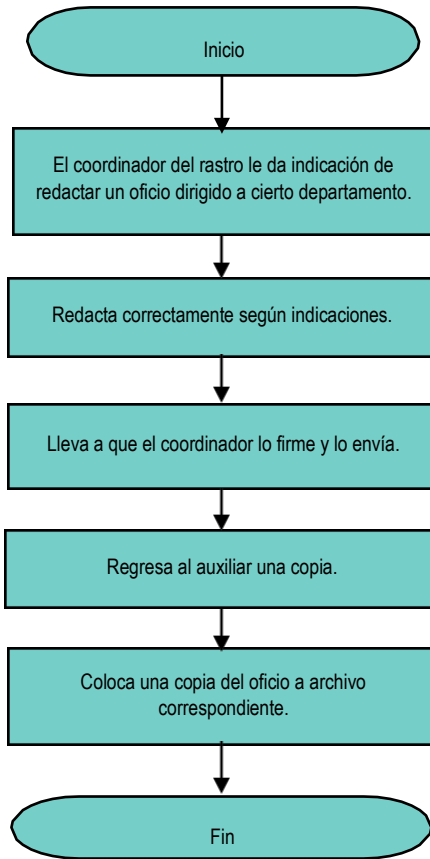 Inicio
El coordinador del rastro le da indicación de
redactar un oficio dirigido a cierto departamento.
Redacta correctamente según indicaciones.
Lleva a que el coordinador lo firme y lo envía.
Regresa al auxiliar una copia.
Coloca una copia del oficio a archivo
correspondiente.
Fin